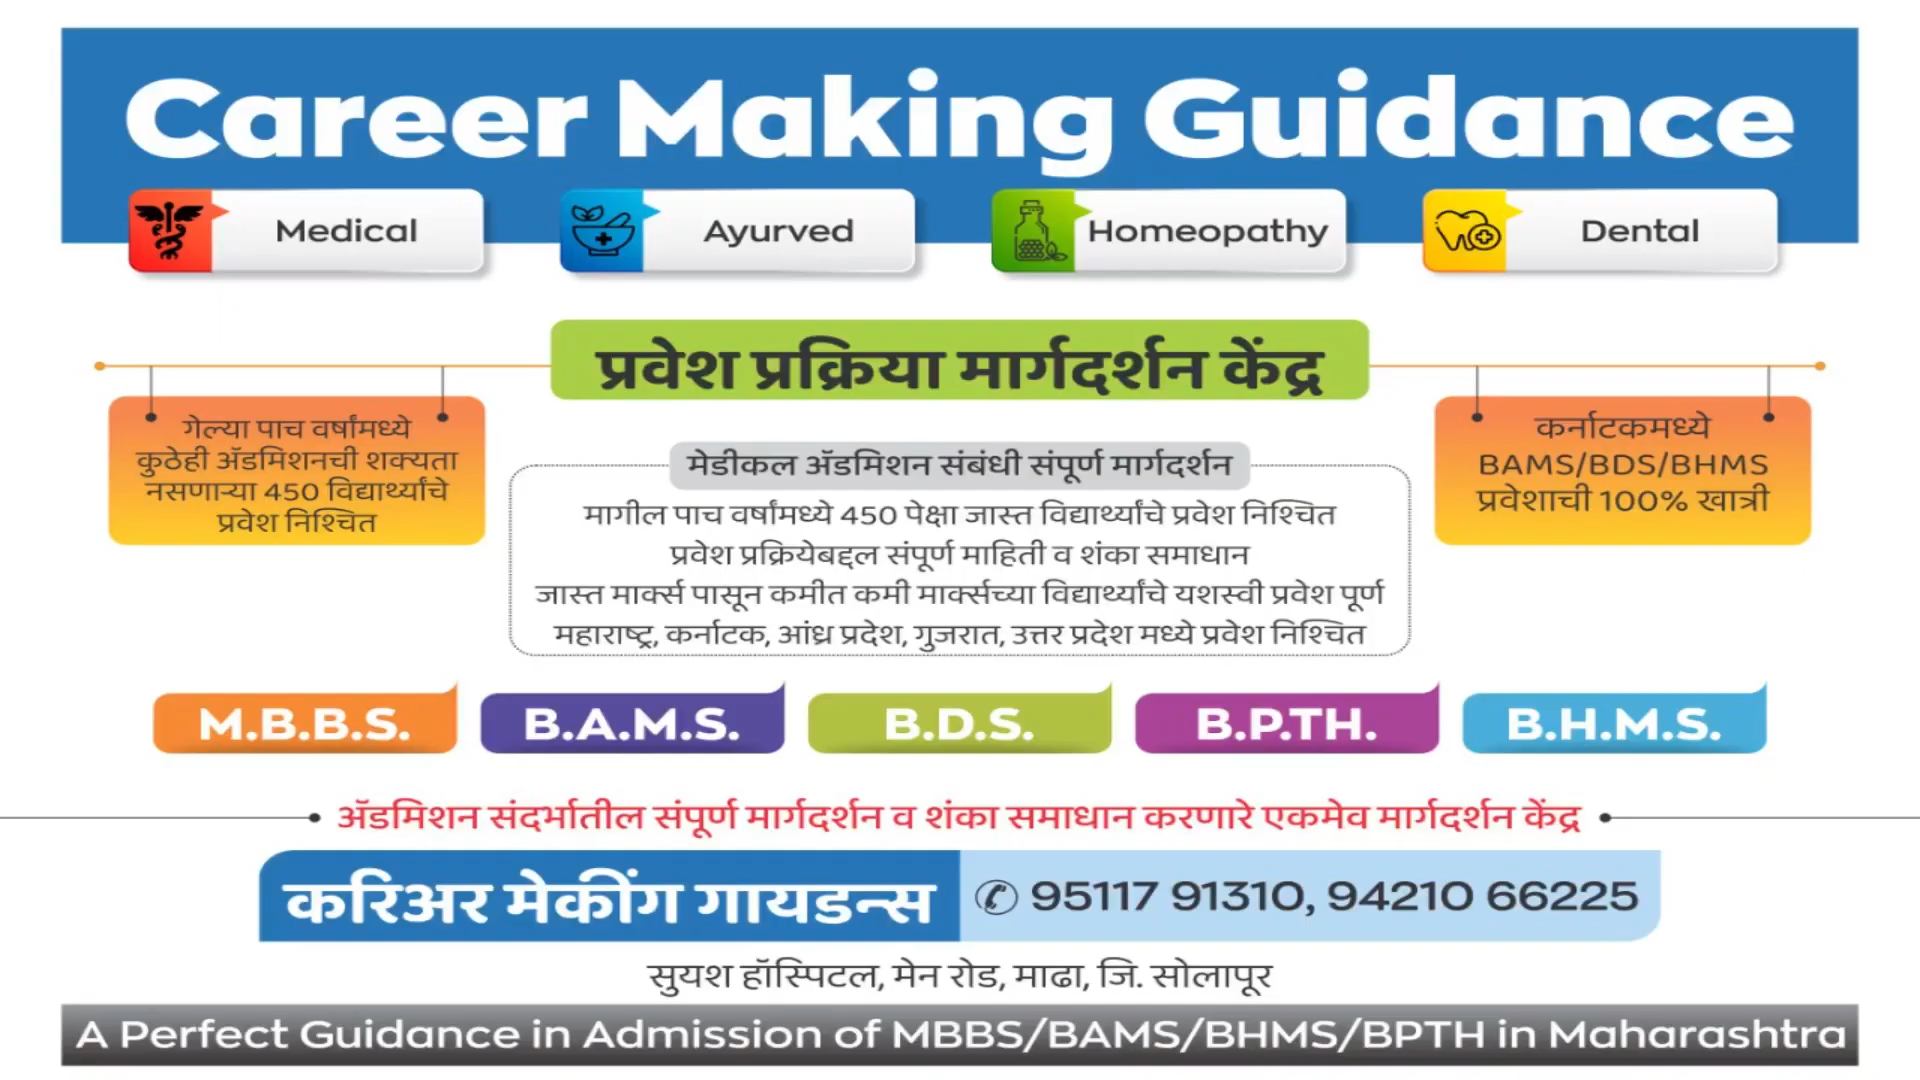 Career Making Guidance
Medical
Ayurved
Homeopathy
Dental
प्रवेश प्रक्रिया मार्गदर्शन केंद्र
गेल्या पाच वर्षांमध्ये
कुठेही ॲडमिशनची शक्यता
नसणाऱ्या 450 विद्यार्थ्यांचे
प्रवेश निश्चित
मेडीकल ॲडमिशन संबंधी संपूर्ण मार्गदर्शन
मागील पाच वर्षांमध्ये 450 पेक्षा जास्त विद्यार्थ्यांचे प्रवेश निश्चित
प्रवेश प्रक्रियेबद्दल संपूर्ण माहिती व शंका समाधान
जास्त मार्क्स पासून कमीत कमी मार्क्सच्या विद्यार्थ्यांचे यशस्वी प्रवेश पूर्ण
महाराष्ट्र, कर्नाटक, आंध्र प्रदेश, गुजरात, उत्तर प्रदेश मध्ये प्रवेश निश्चित
कर्नाटकमध्ये
BAMS/BDS/BHMS
प्रवेशाची 100% खात्री
M.B.B.S.
B.A.M.S.
B.D.S.
B.P.TH.
B.H.M.S.
ॲडमिशन संदर्भातील संपूर्ण मार्गदर्शन व शंका समाधान करणारे एकमेव मार्गदर्शन केंद्र
करिअर मेकींग गायडन्स
✆ 95117 91310, 94210 66225
सुयश हॉस्पिटल, मेन रोड, माढा, जि. सोलापूर
A Perfect Guidance in Admission of MBBS/BAMS/BHMS/BPTH in Maharashtra